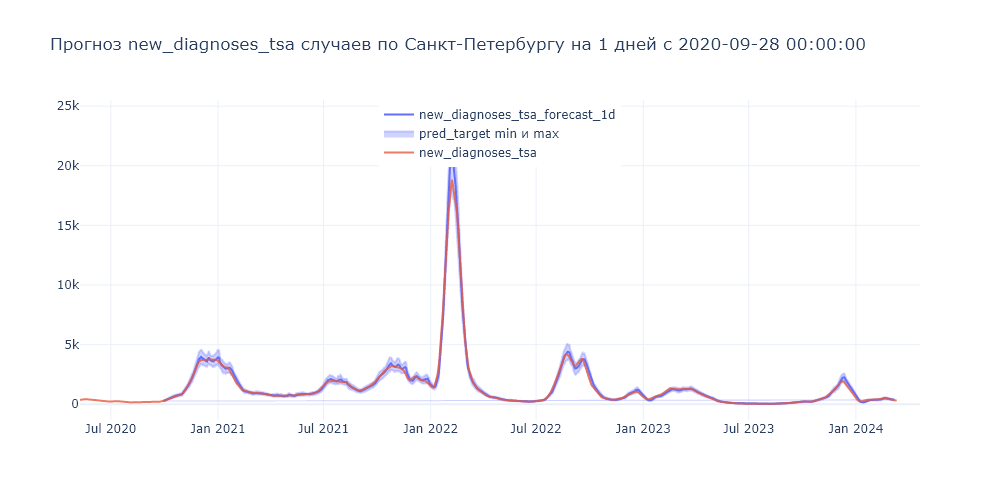 Прогноз new_diagnoses_tsa случаев по Санкт-Петербургу на 1 дней с 2020-09-28 00:00:00
25k
20k
15k
10k
5k
0
new_diagnoses_tsa_forecast_1d
pred_target min и max
new_diagnoses_tsa
Jul 2020
Jan 2021
Jul 2021
Jan 2022
Jul 2022
Jan 2023
Jul 2023
Jan 2024